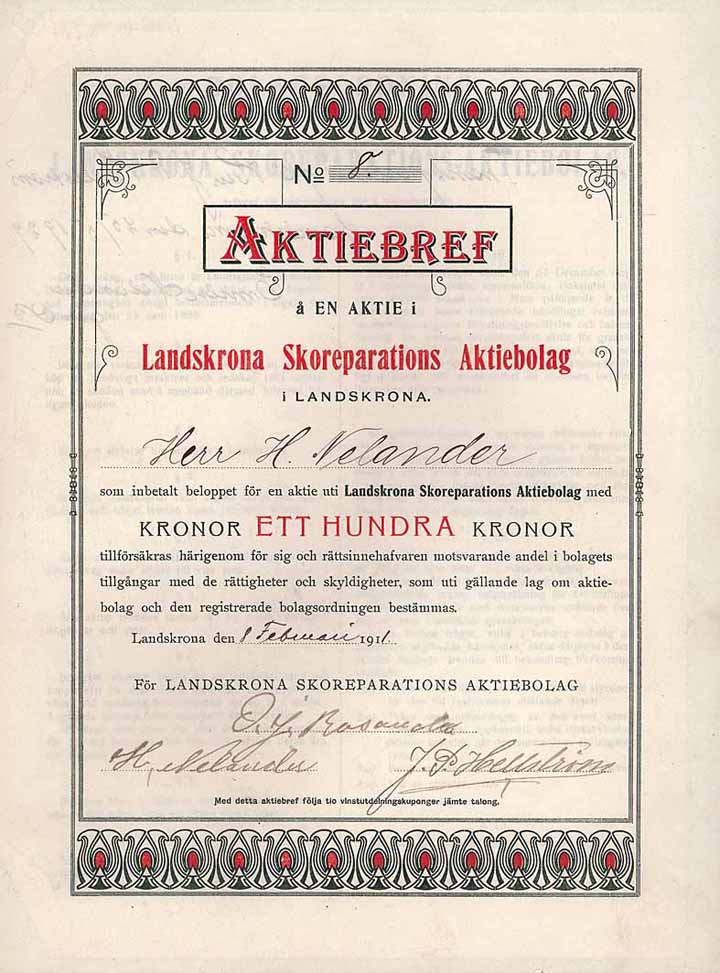 No 8.
AKTIEBREF
å EN AKTIE i
Landskrona Skoreparations Aktiebolag
i LANDSKRONA.
Herr H. Nelander
som inbetalt beloppet för en aktie uti Landskrona Skoreparations Aktiebolag med
KRONOR ETT HUNDRA KRONOR
tillförsäkras härigenom för sig och rättsinnehafvaren motsvarande andel i bolagets
tillgångar med de rättigheter och skyldigheter, som uti gällande lag om aktie-
bolag och den registrerade bolagsordningen bestämmas.
Landskrona den 8 Februari 1911.
För LANDSKRONA SKOREPARATIONS AKTIEBOLAG
H. Nelander J. P. Hellström
Med detta aktiebref följa tio vinstutdelningskuponger jämte talong.